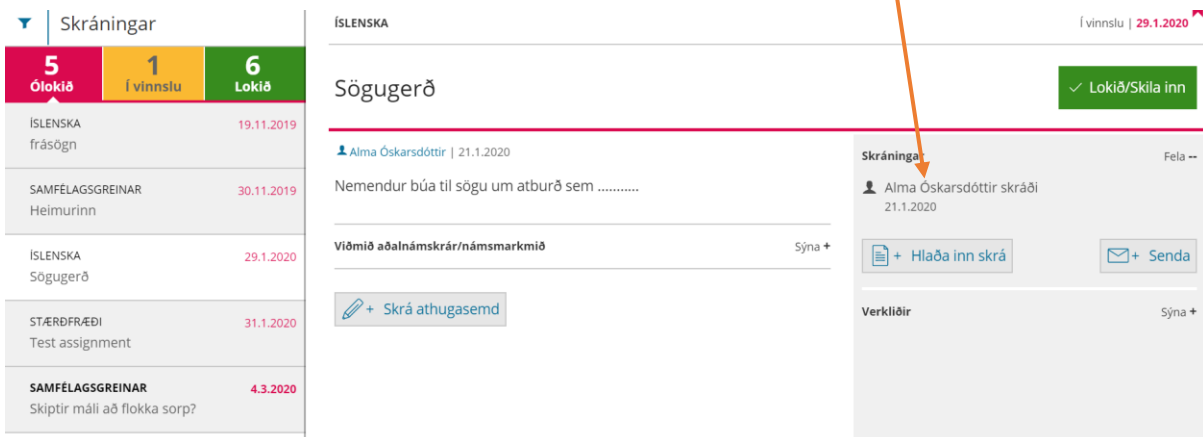 Skráningar
5
Ólokið
1
Í vinnslu
6
Lokið
ÍSLENSKA 19.11.2019
frásögn
SAMFÉLAGSGREINAR 30.11.2019
Heimurinn
ÍSLENSKA 29.1.2020
Sögugerð
STÆRÐFRÆÐI 31.1.2020
Test assignment
SAMFÉLAGSGREINAR 4.3.2020
Skiptir máli að flokka sorp?
ÍSLENSKA Í vinnslu | 29.1.2020
Sögugerð
Lokið/Skila inn
Alma Óskarsdóttir | 21.1.2020
Nemendur búa til sögu um atburð sem ...........
Viðmið aðalnámskrár/námsmarkmið Sýna +
+ Skrá athugasemd
Skráningar Fela --
Alma Óskarsdóttir skráði
21.1.2020
+ Hlaða inn skrá
+ Senda
Verkliðir Sýna +